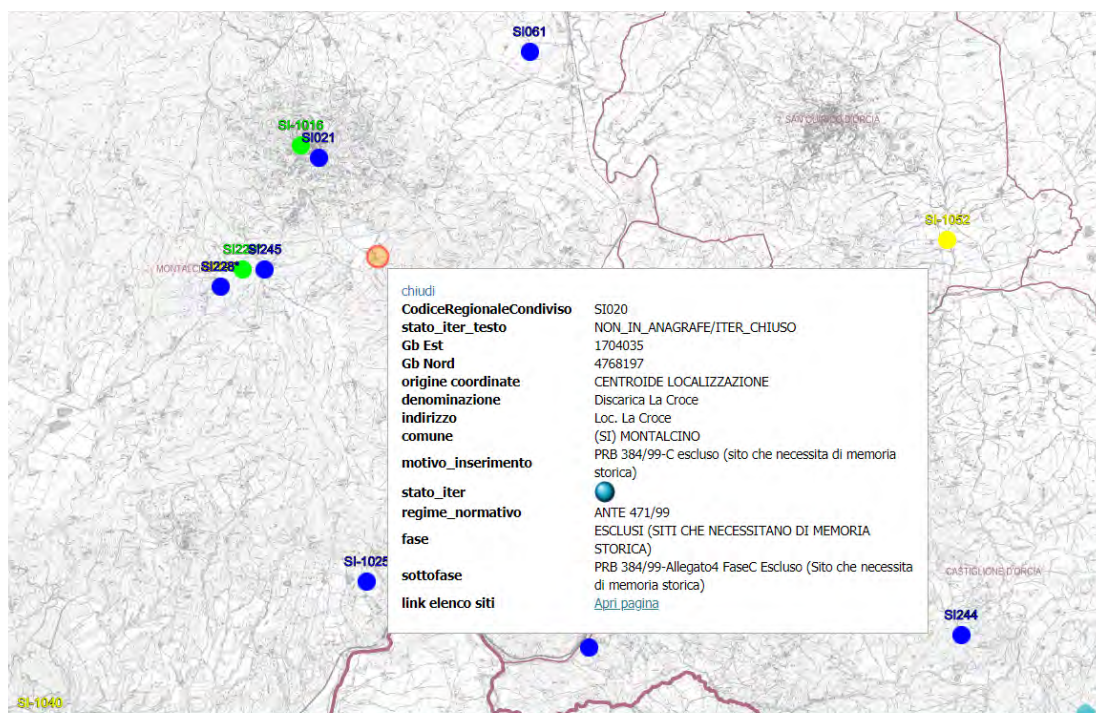 SI061
SI-1016
SI021
SAN QUIRICO D'ORCIA
SI-1052
SI245
MONTALCI
SI228*
chiudi
CodiceRegionaleCondiviso SI020
stato_iter_testo NON_IN_ANAGRAFE/ITER_CHIUSO
Gb Est 1704035
Gb Nord 4768197
origine coordinate CENTROIDE LOCALIZZAZIONE
denominazione Discarica La Croce
indirizzo Loc. La Croce
comune (SI) MONTALCINO
motivo_inserimento PRB 384/99-C escluso (sito che necessita di memoria
storica)
stato_iter
regime_normativo ANTE 471/99
fase ESCLUSI (SITI CHE NECESSITANO DI MEMORIA
STORICA)
sottofase PRB 384/99-Allegato4 FaseC Escluso (Sito che necessita
di memoria storica)
link elenco siti Apri pagina
SI-1025
CASTIGLIONE D'ORCIA
SI244
SI-1040